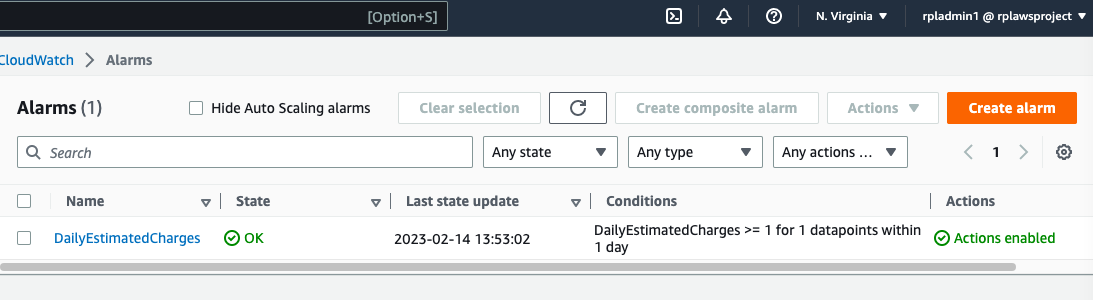 [Option+S]
N. Virginia
rpladmin1 @ rplawsproject
CloudWatch
Alarms
Alarms (1)
Hide Auto Scaling alarms
Clear selection
Create composite alarm
Actions
Create alarm
Search
Any state
Any type
Any actions ...
1
Name
State
Last state update
Conditions
Actions
DailyEstimatedCharges
OK
2023-02-14 13:53:02
DailyEstimatedCharges >= 1 for 1 datapoints within
1 day
Actions enabled